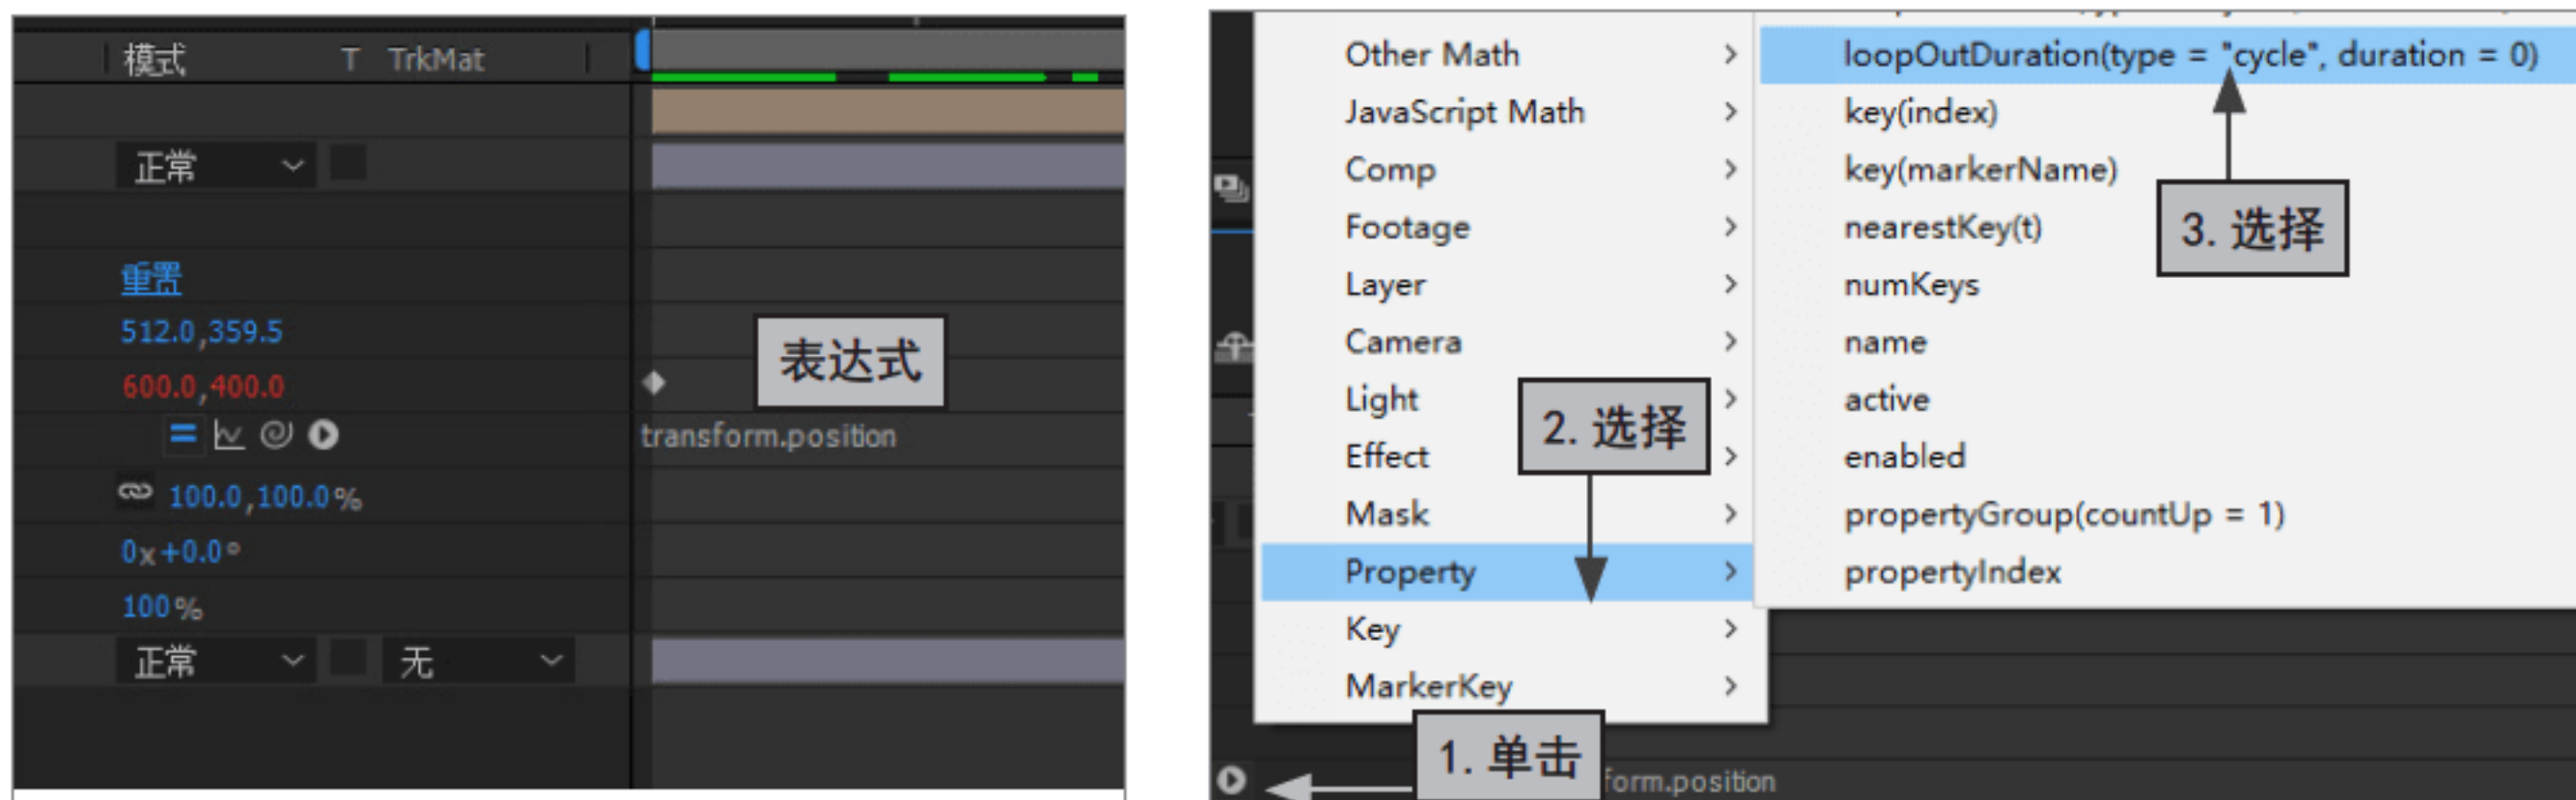 模式 T TrkMat
正常
重置
512.0,359.5
表达式
600.0,400.0
transform.position
100.0,100.0%
0x+0.0°
100%
正常 无
Other Math
JavaScript Math
Comp
Footage
Layer
Camera
Light
Effect
Mask
Property
Key
MarkerKey
loopOutDuration(type = "cycle", duration = 0)
key(index)
key(markerName)
nearestKey(t)
numKeys
name
active
enabled
propertyGroup(countUp = 1)
propertyIndex
3. 选择
2. 选择
1. 单击
form.position